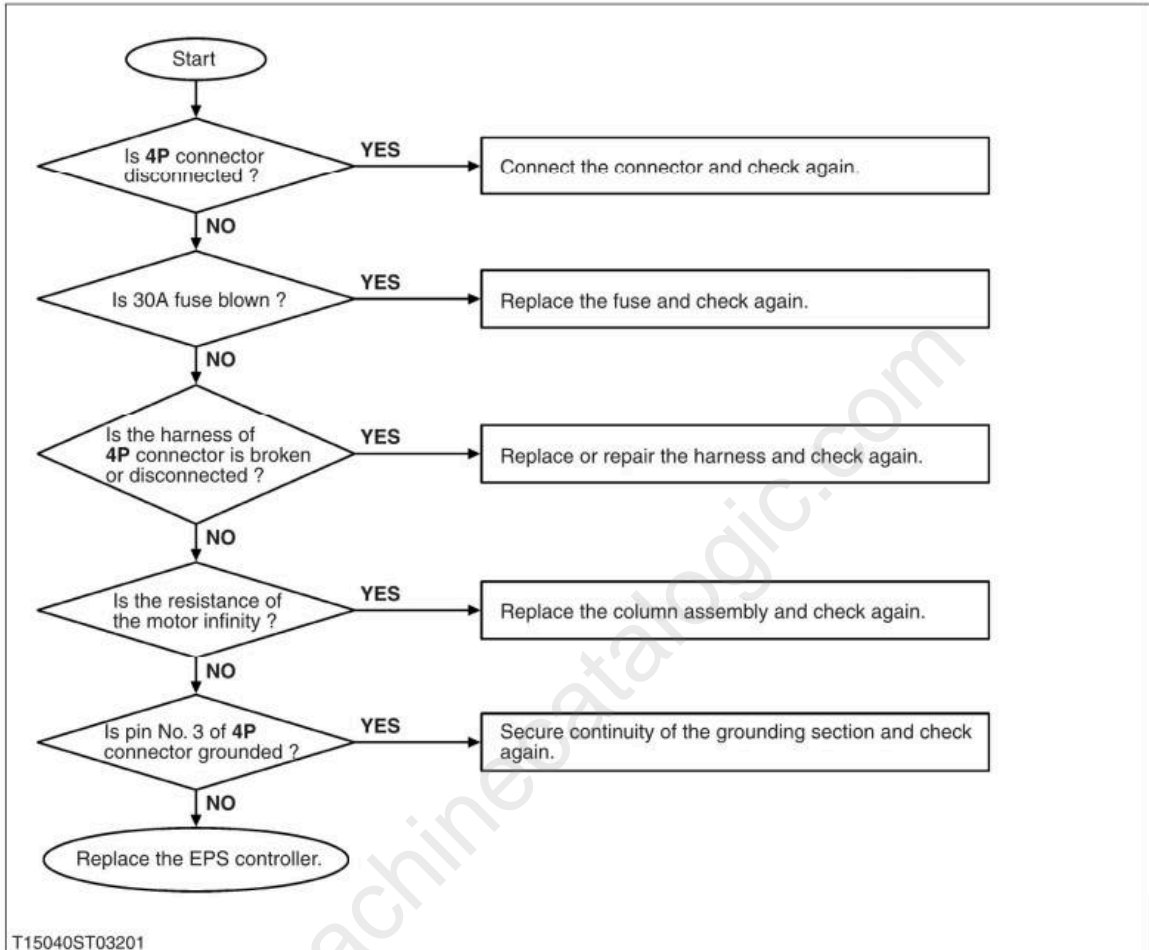 Start
Is 4P connector
disconnected ?
YES
Connect the connector and check again.
NO
Is 30A fuse blown ?
YES
Replace the fuse and check again.
NO
Is the harness of
4P connector is broken
or disconnected ?
YES
Replace or repair the harness and check again.
NO
Is the resistance of
the motor infinity ?
YES
Replace the column assembly and check again.
NO
Is pin No. 3 of 4P
connector grounded ?
YES
Secure continuity of the grounding section and check
again.
NO
Replace the EPS controller.
T15040ST03201
machinecatalogic.com